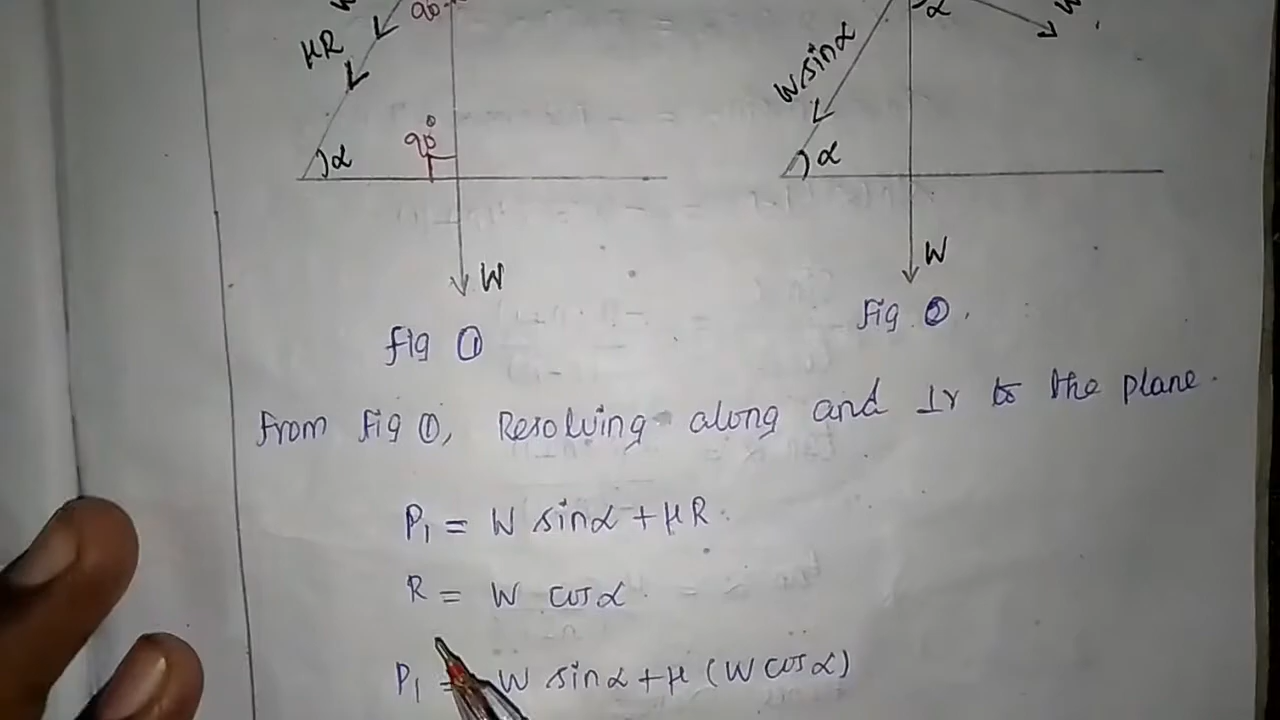 90°
α
μR
W sinα
90°
α
α
W
W
Fig ②.
fig ①
From Fig ①, Resolving along and ⊥r to the plane.
P₁ = W sinα + μR.
R = W cosα
P₁ = W sinα + μ (W cosα)